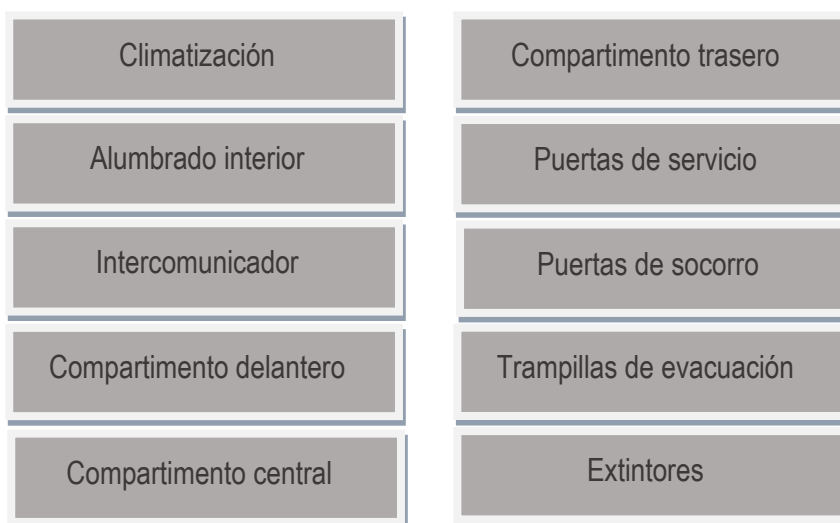 Climatización
Alumbrado interior
Intercomunicador
Compartimento delantero
Compartimento central
Compartimento trasero
Puertas de servicio
Puertas de socorro
Trampillas de evacuación
Extintores